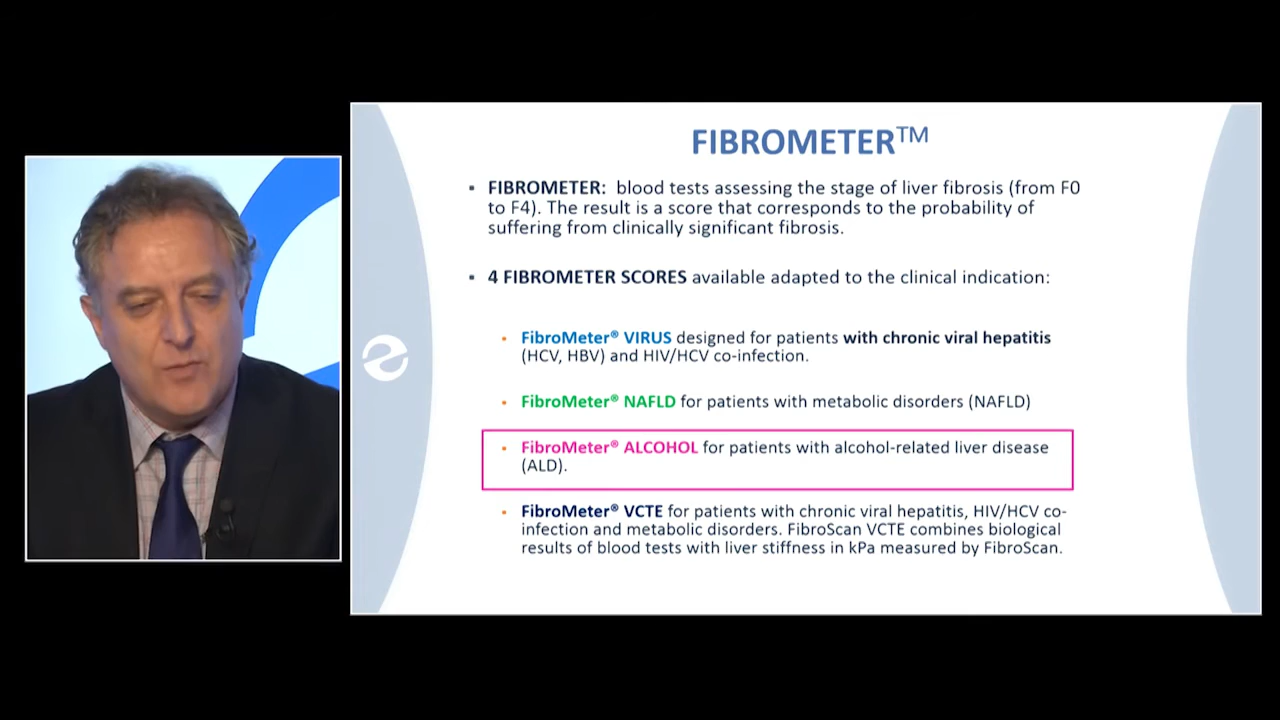 FIBROMETER™
▪ FIBROMETER: blood tests assessing the stage of liver fibrosis (from F0
to F4). The result is a score that corresponds to the probability of
suffering from clinically significant fibrosis.
▪ 4 FIBROMETER SCORES available adapted to the clinical indication:
• FibroMeter® VIRUS designed for patients with chronic viral hepatitis
(HCV, HBV) and HIV/HCV co-infection.
• FibroMeter® NAFLD for patients with metabolic disorders (NAFLD)
• FibroMeter® ALCOHOL for patients with alcohol-related liver disease
(ALD).
• FibroMeter® VCTE for patients with chronic viral hepatitis, HIV/HCV co-
infection and metabolic disorders. FibroScan VCTE combines biological
results of blood tests with liver stiffness in kPa measured by FibroScan.